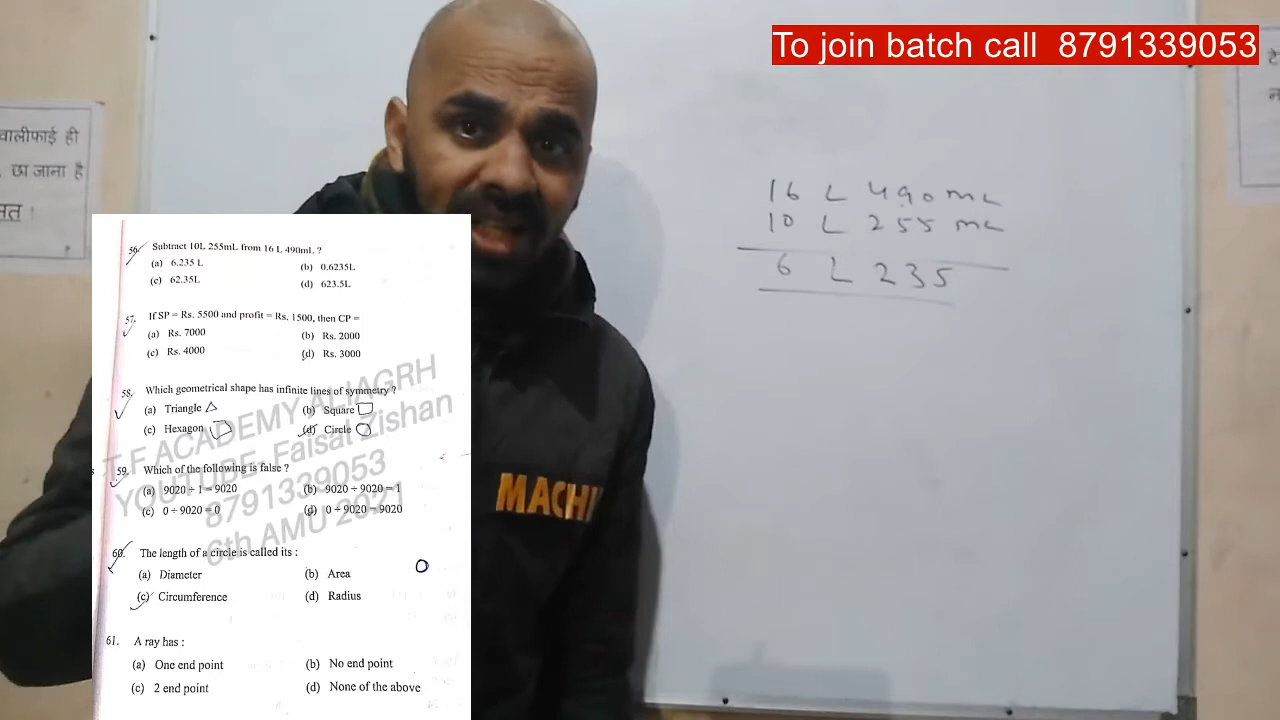 To join batch call 8791339053
वालीफाई ही
छा जाना है
16 L 490 mL
10 L 255 mL
6 L 235
56. Subtract 10L 255mL from 16 L 490mL ?
(a) 6.235 L
(b) 0.6235L
(c) 62.35L
(d) 623.5L
57. If SP = Rs. 5500 and profit = Rs. 1500, then CP =
(a) Rs. 7000
(b) Rs. 2000
(c) Rs. 4000
(d) Rs. 3000
58. Which geometrical shape has infinite lines of symmetry ?
(a) Triangle
(b) Square
(c) Hexagon
(d) Circle
59. Which of the following is false ?
(a) 9020 ÷ 1 = 9020
(b) 9020 ÷ 9020 = 1
(c) 0 ÷ 9020 = 0
(d) 0 ÷ 9020 = 9020
60. The length of a circle is called its :
(a) Diameter
(b) Area
(c) Circumference
(d) Radius
61. A ray has :
(a) One end point
(b) No end point
(c) 2 end point
(d) None of the above
T.F ACADEMY ALIAGRH
YOUTUBE- Faisal Zishan
8791339053
6th AMU 2021
MACHI